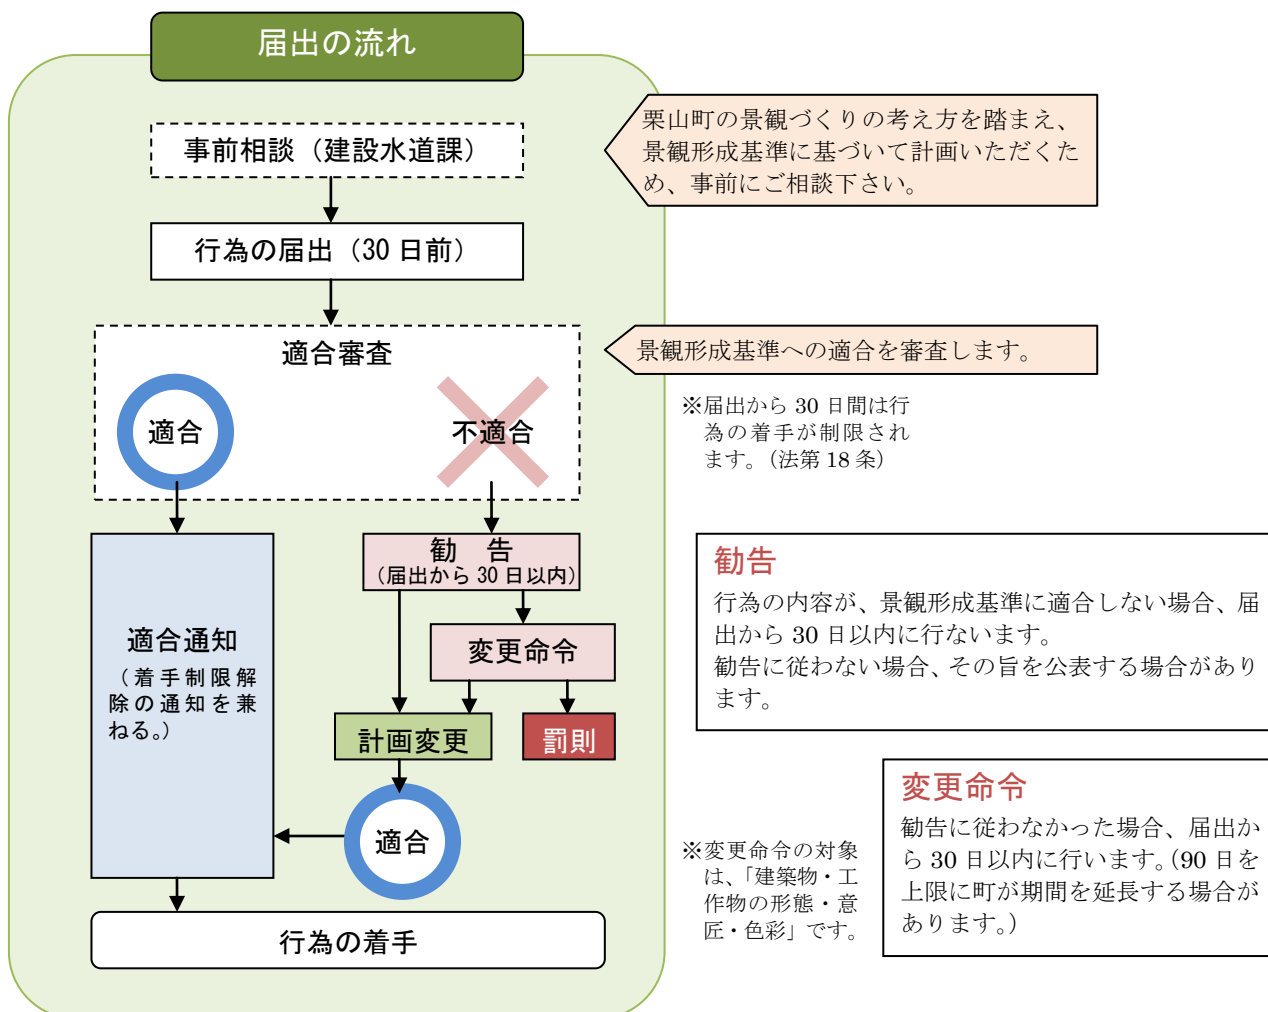 届出の流れ
事前相談（建設水道課）
栗山町の景観づくりの考え方を踏まえ、
景観形成基準に基づいて計画いただくた
め、事前にご相談下さい。
行為の届出（30 日前）
適合審査
景観形成基準への適合を審査します。
適合
不適合
※届出から 30 日間は行
為の着手が制限され
ます。（法第 18 条）
勧　告
（届出から 30 日以内）
変更命令
適合通知
（着手制限解
除の通知を兼
ねる。）
計画変更
罰則
適合
行為の着手
勧告
行為の内容が、景観形成基準に適合しない場合、届
出から 30 日以内に行ないます。
勧告に従わない場合、その旨を公表する場合があり
ます。
※変更命令の対象
は、「建築物・工
作物の形態・意
匠・色彩」です。
変更命令
勧告に従わなかった場合、届出か
ら 30 日以内に行います。（90 日を
上限に町が期間を延長する場合が
あります。）